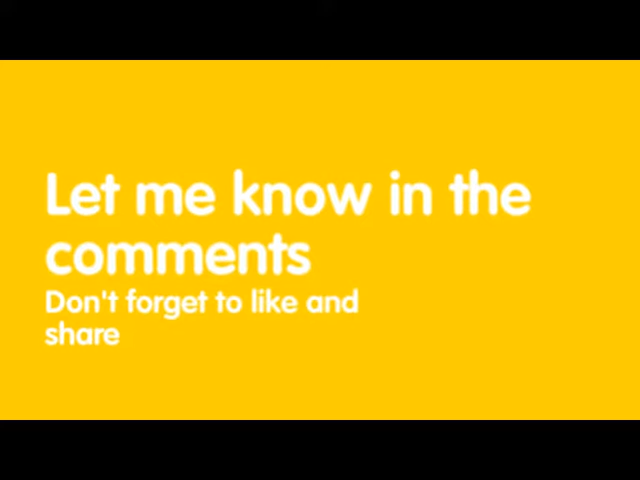 Let me know in the
comments
Don't forget to like and
share